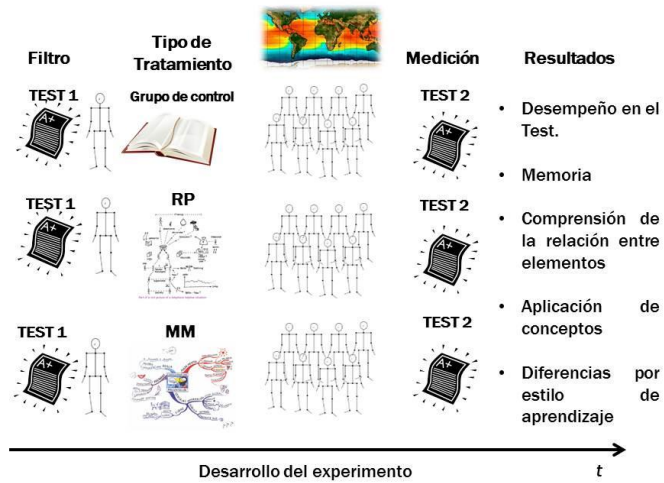 Filtro
Tipo de
Tratamiento
Medición
Resultados
TEST 1
Grupo de control
TEST 2
A+
A+
TEST 1
RP
TEST 2
A+
A+
TEST 1
MM
TEST 2
A+
A+
• Desempeño en el
Test.
• Memoria
• Comprensión de
la relación entre
elementos
• Aplicación de
conceptos
• Diferencias por
estilo de
aprendizaje
Desarrollo del experimento
t